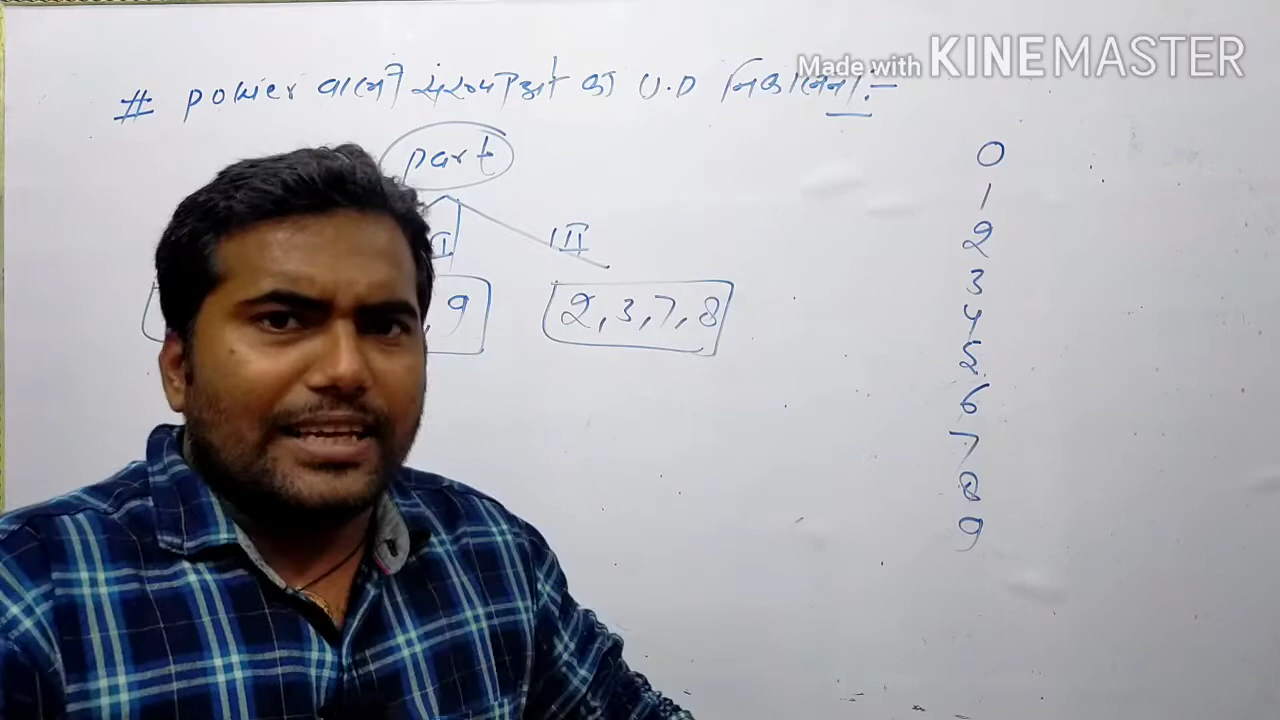 Made with KINEMASTER
# power वाली संख्याओं का U.D निकालना :-
part
II III
, 9 2, 3, 7, 8
0
1
2
3
4
5
6
7
8
9